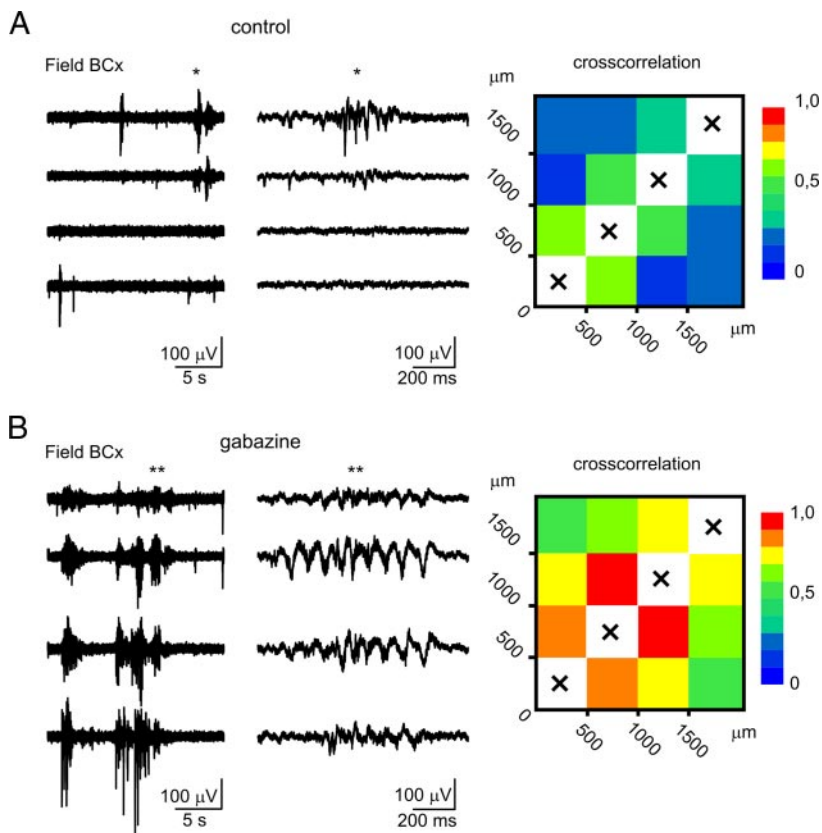 A
control
Field BCx
*
*
crosscorrelation
µm
1500
1000
500
0
500
1000
1500
µm
1,0
0,5
0
100 µV
5 s
100 µV
200 ms
B
gabazine
Field BCx
**
**
crosscorrelation
µm
1500
1000
500
0
500
1000
1500
µm
1,0
0,5
0
100 µV
5 s
100 µV
200 ms